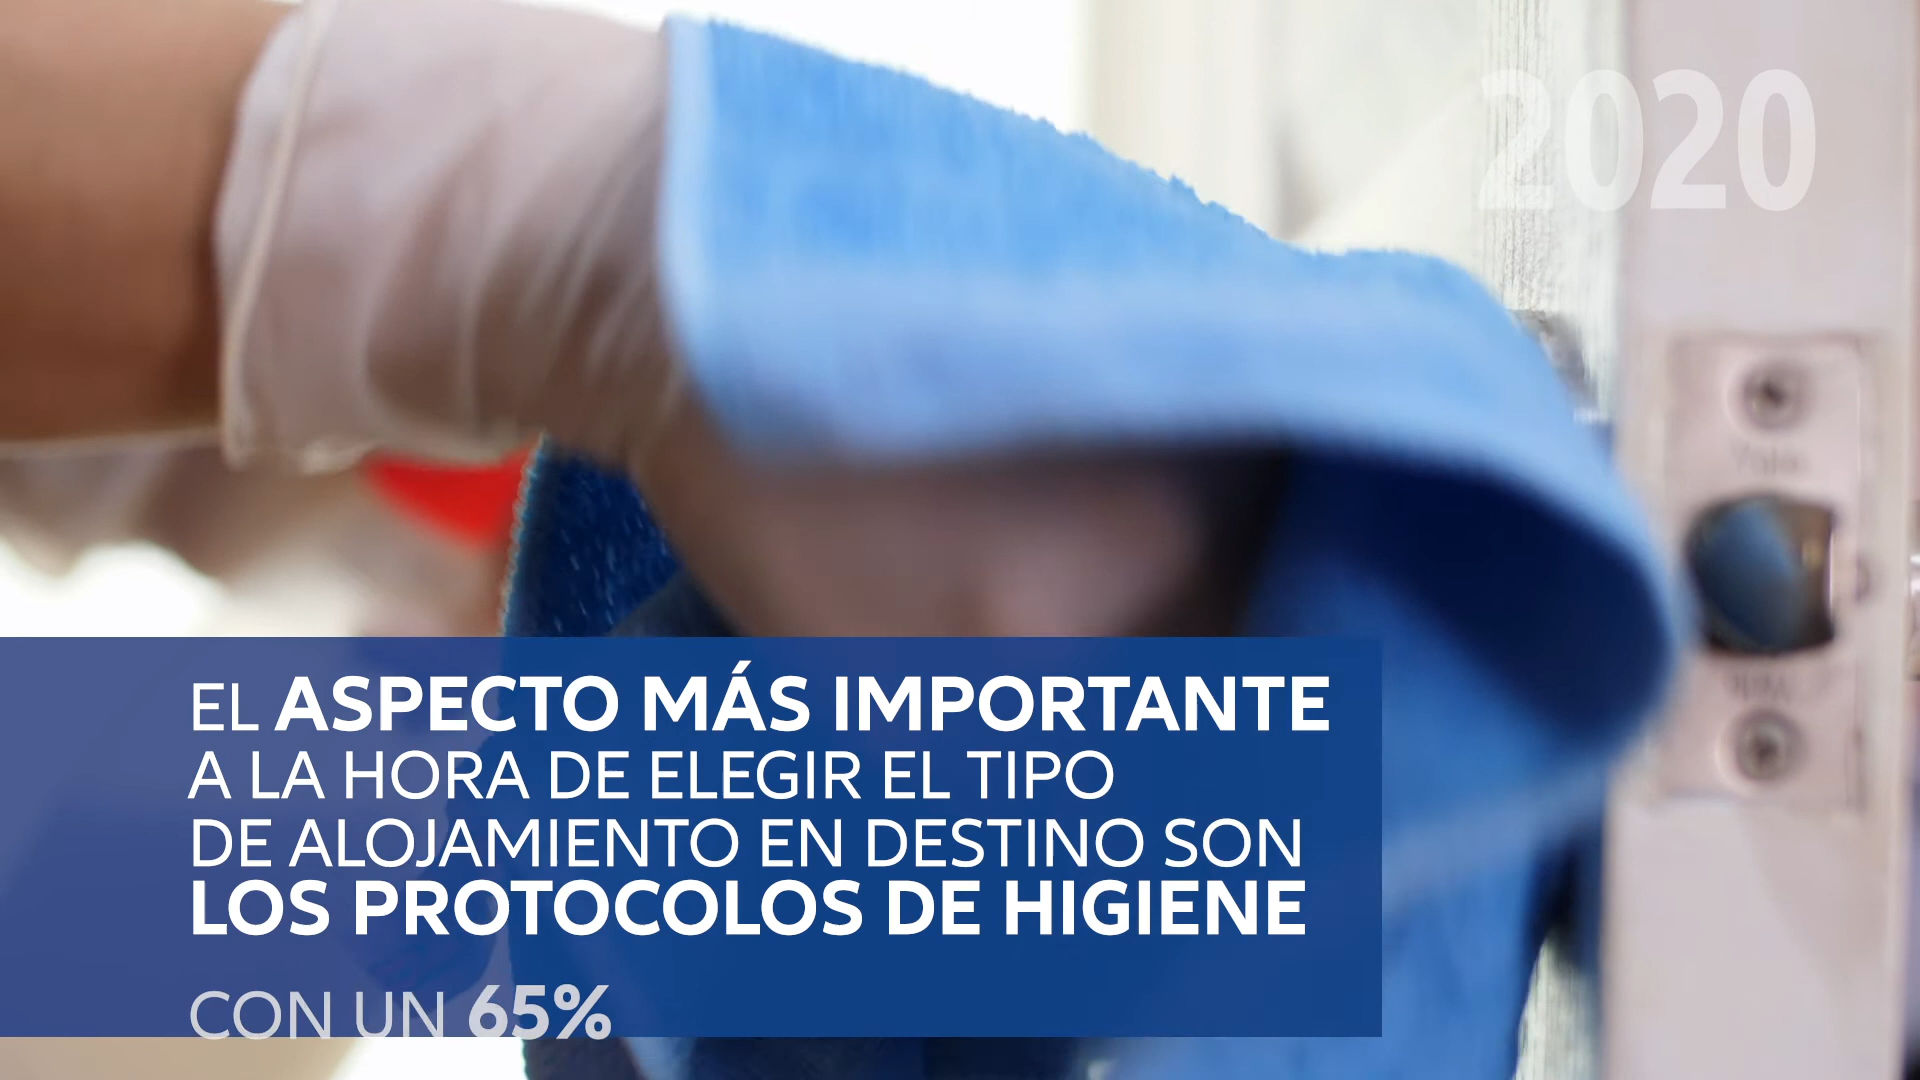 2020
EL ASPECTO MÁS IMPORTANTE
A LA HORA DE ELEGIR EL TIPO
DE ALOJAMIENTO EN DESTINO SON
LOS PROTOCOLOS DE HIGIENE
CON UN 65%